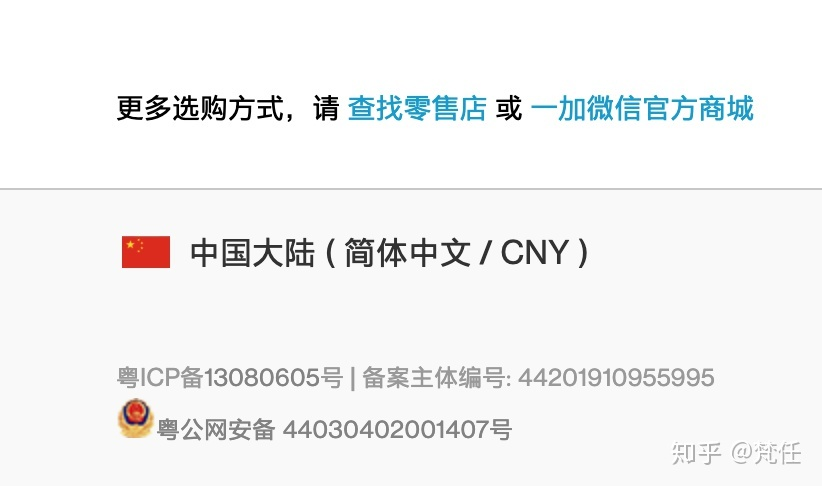 更多选购方式，请 查找零售店 或 一加微信官方商城
中国大陆 ( 简体中文 / CNY )
粤ICP备13080605号 | 备案主体编号: 44201910955995
粤公网安备 44030402001407号
知乎 @梵任